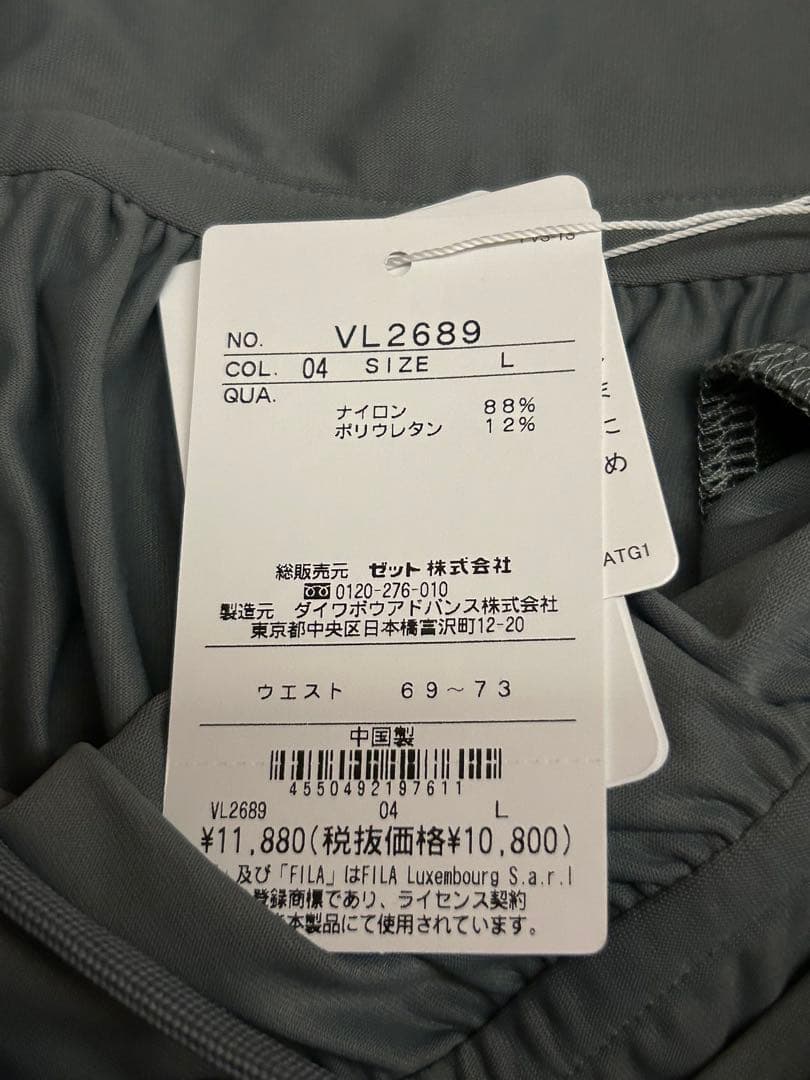 NO. VL2689
COL. 04 SIZE L
QUA.
ナイロン 88%
ポリウレタン 12%
総販売元 ゼット株式会社
0120-276-010
製造元 ダイワボウアドバンス株式会社
東京都中央区日本橋富沢町12-20
ウエスト 69~73
中国製
4550492197611
VL2689 04 L
¥11,880(税抜価格¥10,800)
及び「FILA」はFILA Luxembourg S.a.r.l
登録商標であり、ライセンス契約
本製品にて使用されています。
に
め
ATG1